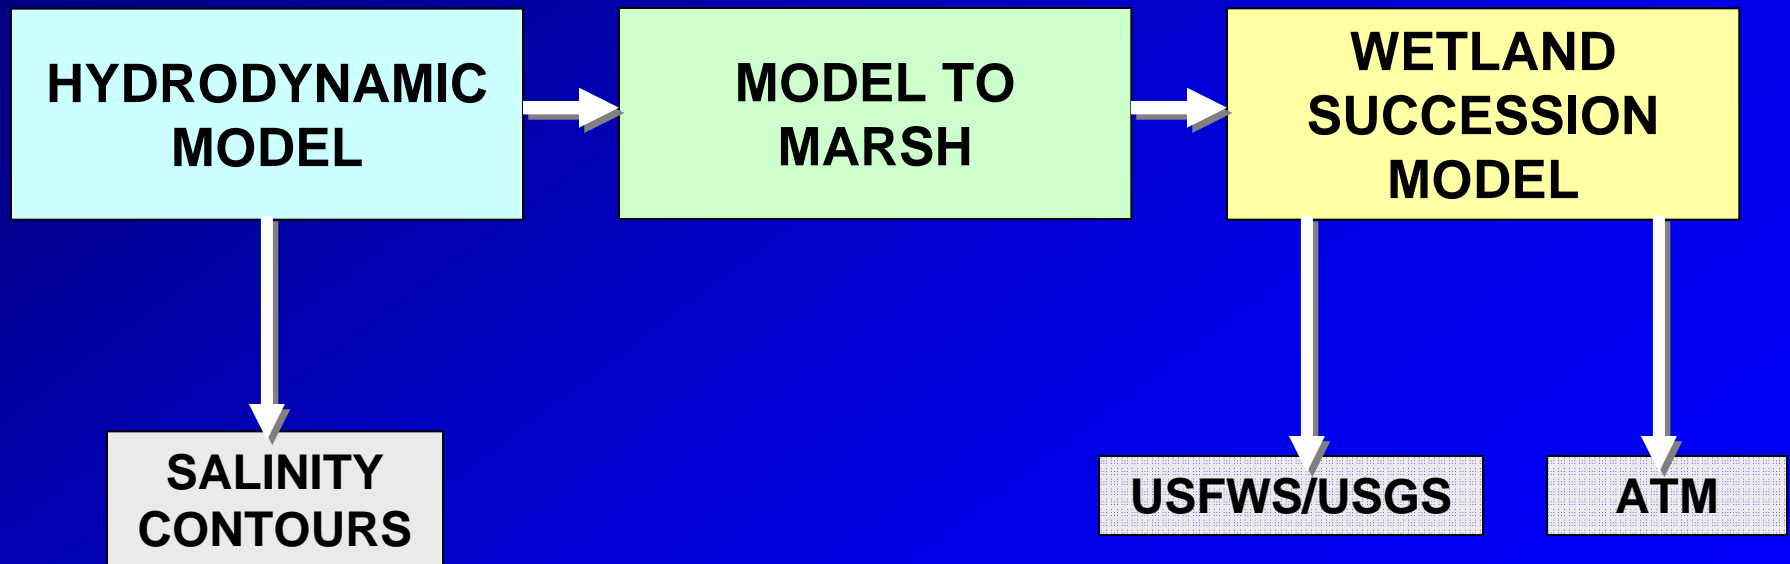 HYDRODYNAMIC
MODEL
MODEL TO
MARSH
WETLAND
SUCCESSION
MODEL
SALINITY
CONTOURS
USFWS/USGS
ATM